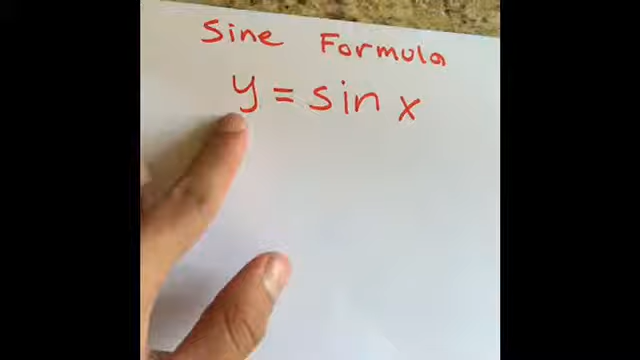 Sine Formula
y = sin x